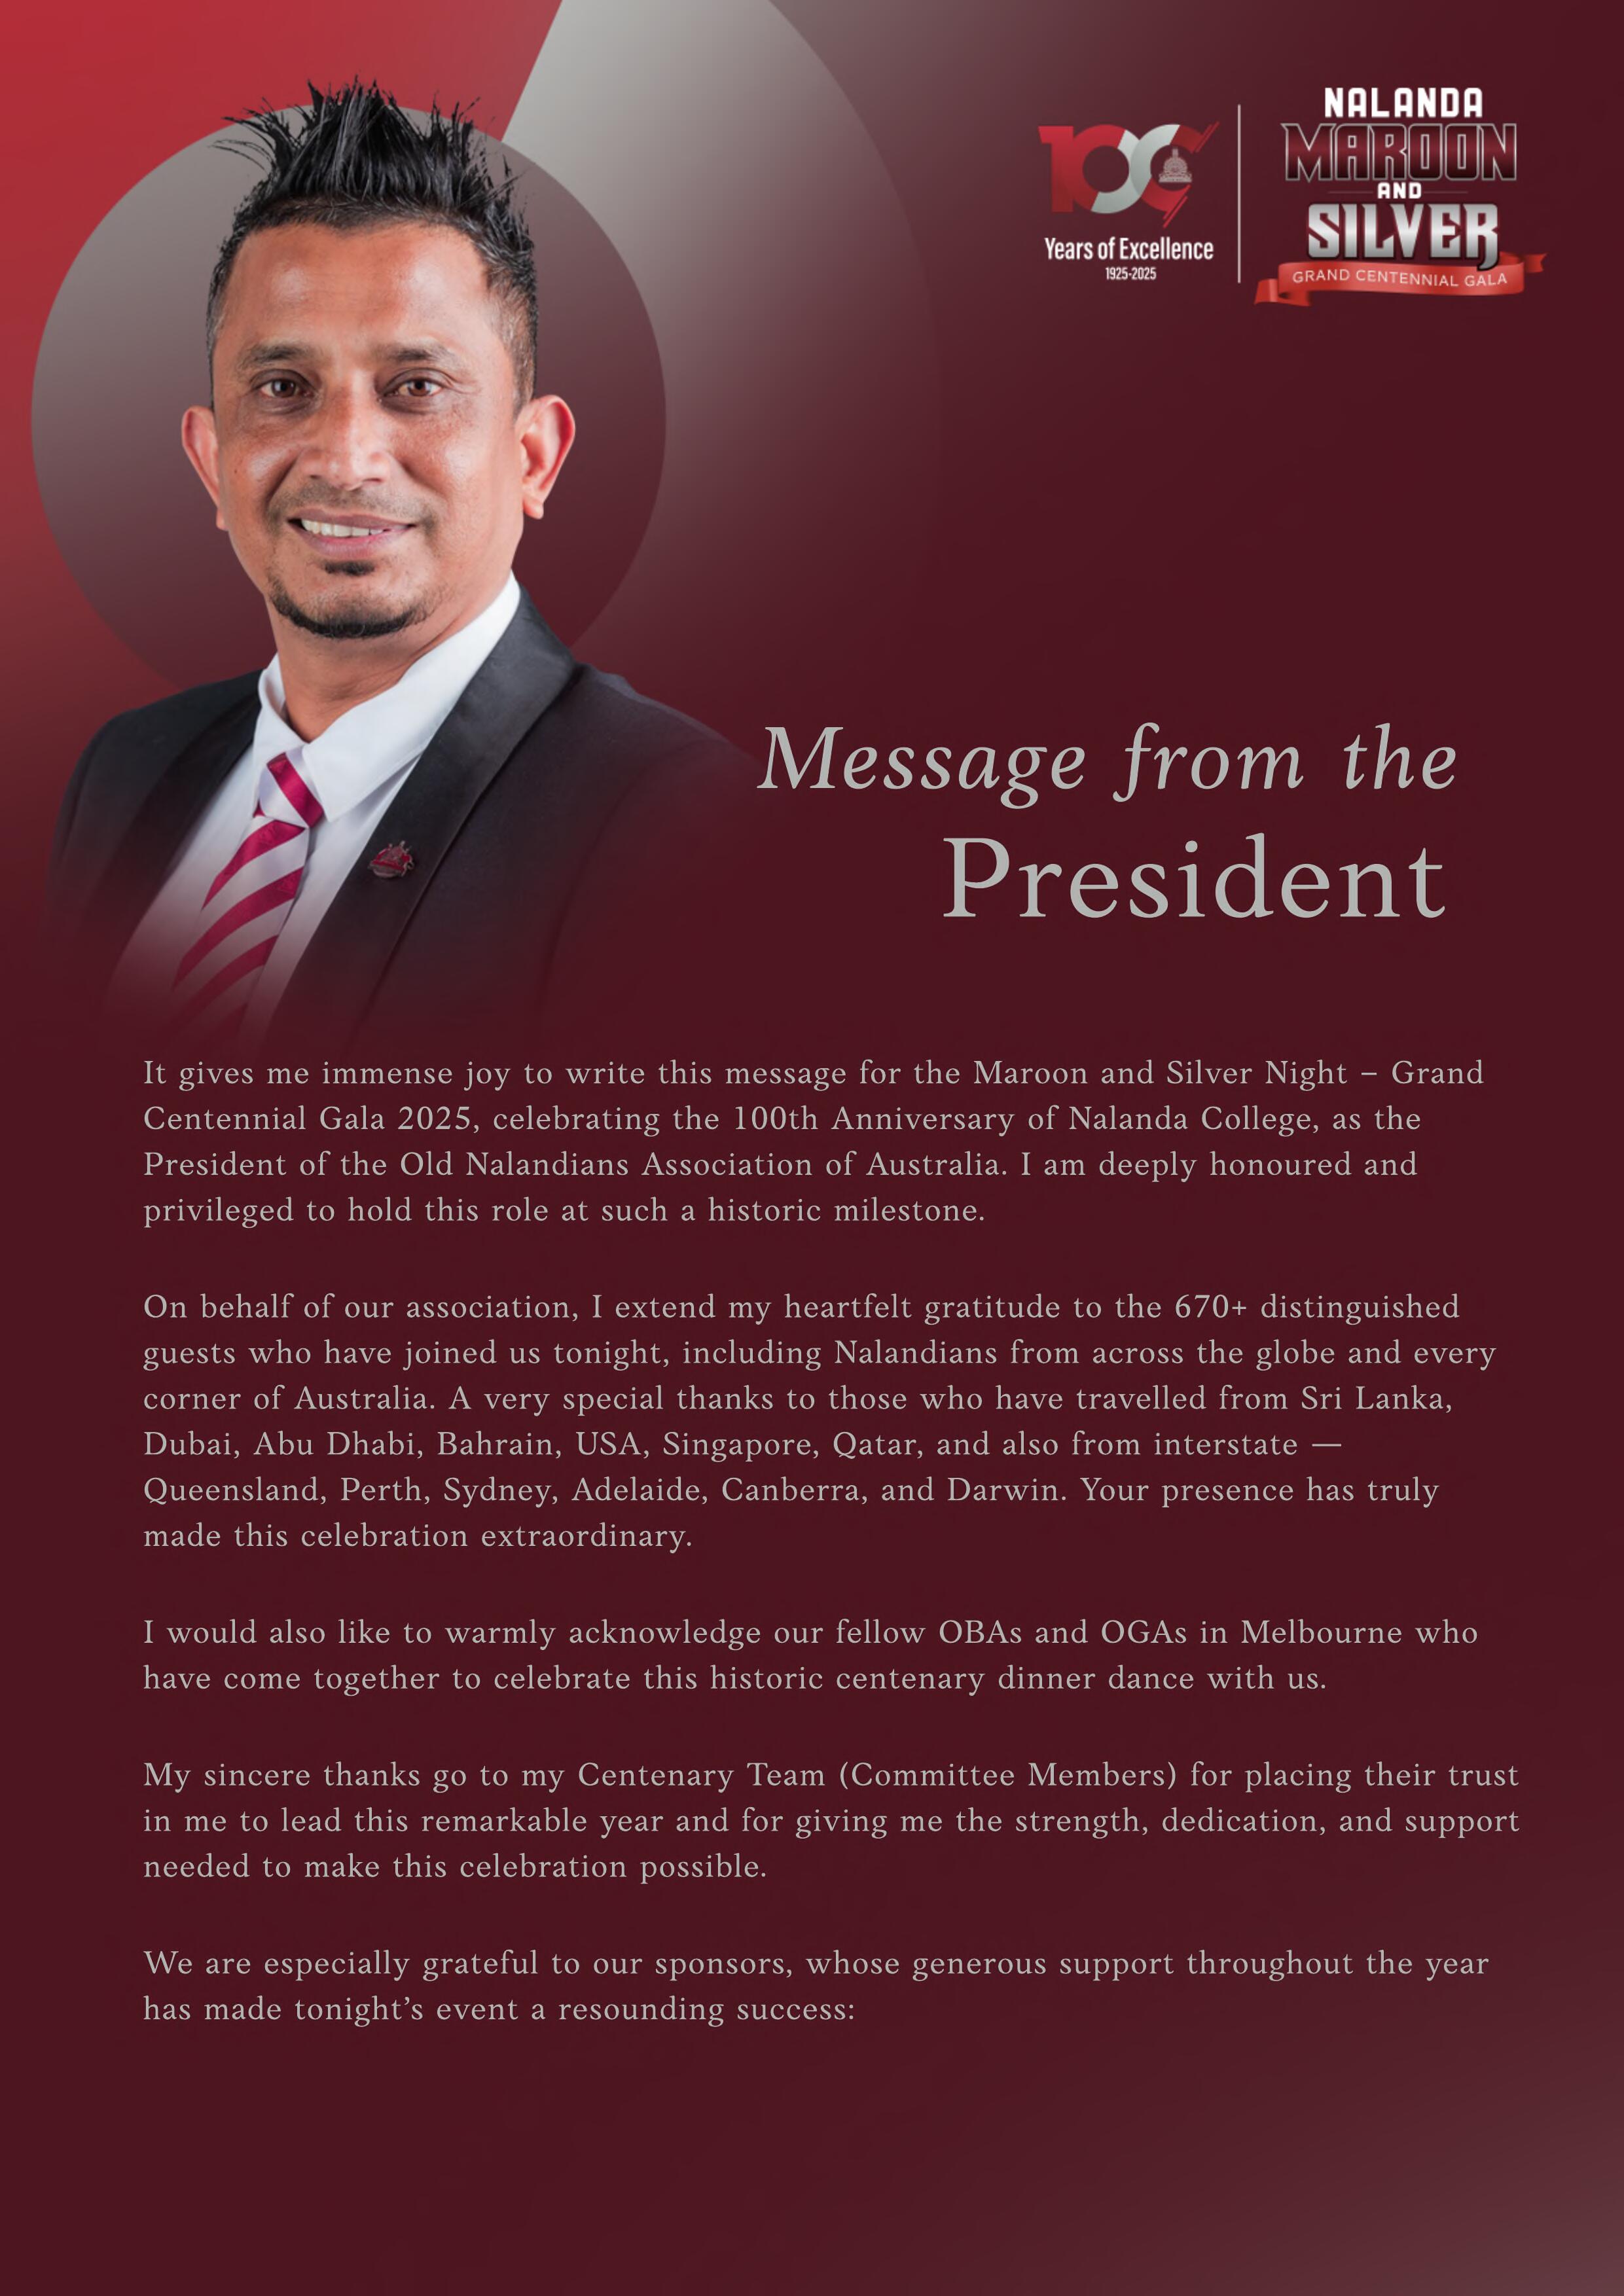 100
Years of Excellence
1925-2025
NALANDA
MAROON
AND
SILVER
GRAND CENTENNIAL GALA
Message from the
President
It gives me immense joy to write this message for the Maroon and Silver Night – Grand
Centennial Gala 2025, celebrating the 100th Anniversary of Nalanda College, as the
President of the Old Nalandians Association of Australia. I am deeply honoured and
privileged to hold this role at such a historic milestone.
On behalf of our association, I extend my heartfelt gratitude to the 670+ distinguished
guests who have joined us tonight, including Nalandians from across the globe and every
corner of Australia. A very special thanks to those who have travelled from Sri Lanka,
Dubai, Abu Dhabi, Bahrain, USA, Singapore, Qatar, and also from interstate —
Queensland, Perth, Sydney, Adelaide, Canberra, and Darwin. Your presence has truly
made this celebration extraordinary.
I would also like to warmly acknowledge our fellow OBAs and OGAs in Melbourne who
have come together to celebrate this historic centenary dinner dance with us.
My sincere thanks go to my Centenary Team (Committee Members) for placing their trust
in me to lead this remarkable year and for giving me the strength, dedication, and support
needed to make this celebration possible.
We are especially grateful to our sponsors, whose generous support throughout the year
has made tonight’s event a resounding success: